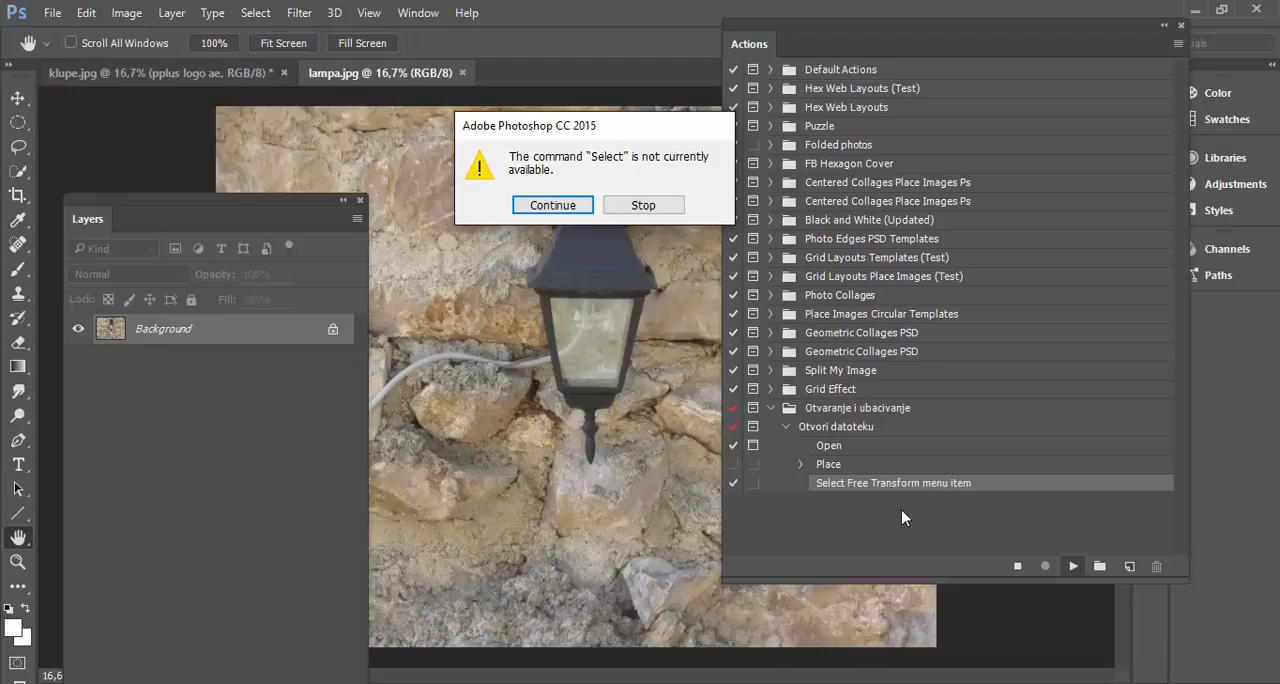 Ps File Edit Image Layer Type Select Filter 3D View Window Help
Scroll All Windows 100% Fit Screen Fill Screen
klupe.jpg @ 16,7% (pplus logo ae, RGB/8) * × lampa.jpg @ 16,7% (RGB/8) ×
Adobe Photoshop CC 2015
The command “Select” is not currently
available.
Continue Stop
Layers
Kind
Normal Opacity: 100%
Lock: Fill: 100%
Background
Actions
Default Actions
Hex Web Layouts (Test)
Hex Web Layouts
Puzzle
Folded photos
FB Hexagon Cover
Centered Collages Place Images Ps
Centered Collages Place Images Ps
Black and White (Updated)
Photo Edges PSD Templates
Grid Layouts Templates (Test)
Grid Layouts Place Images (Test)
Photo Collages
Place Images Circular Templates
Geometric Collages PSD
Geometric Collages PSD
Split My Image
Grid Effect
Otvaranje i ubacivanje
Otvori datoteku
Open
Place
Select Free Transform menu item
ials
Color
Swatches
Libraries
Adjustments
Styles
Channels
Paths
16,6